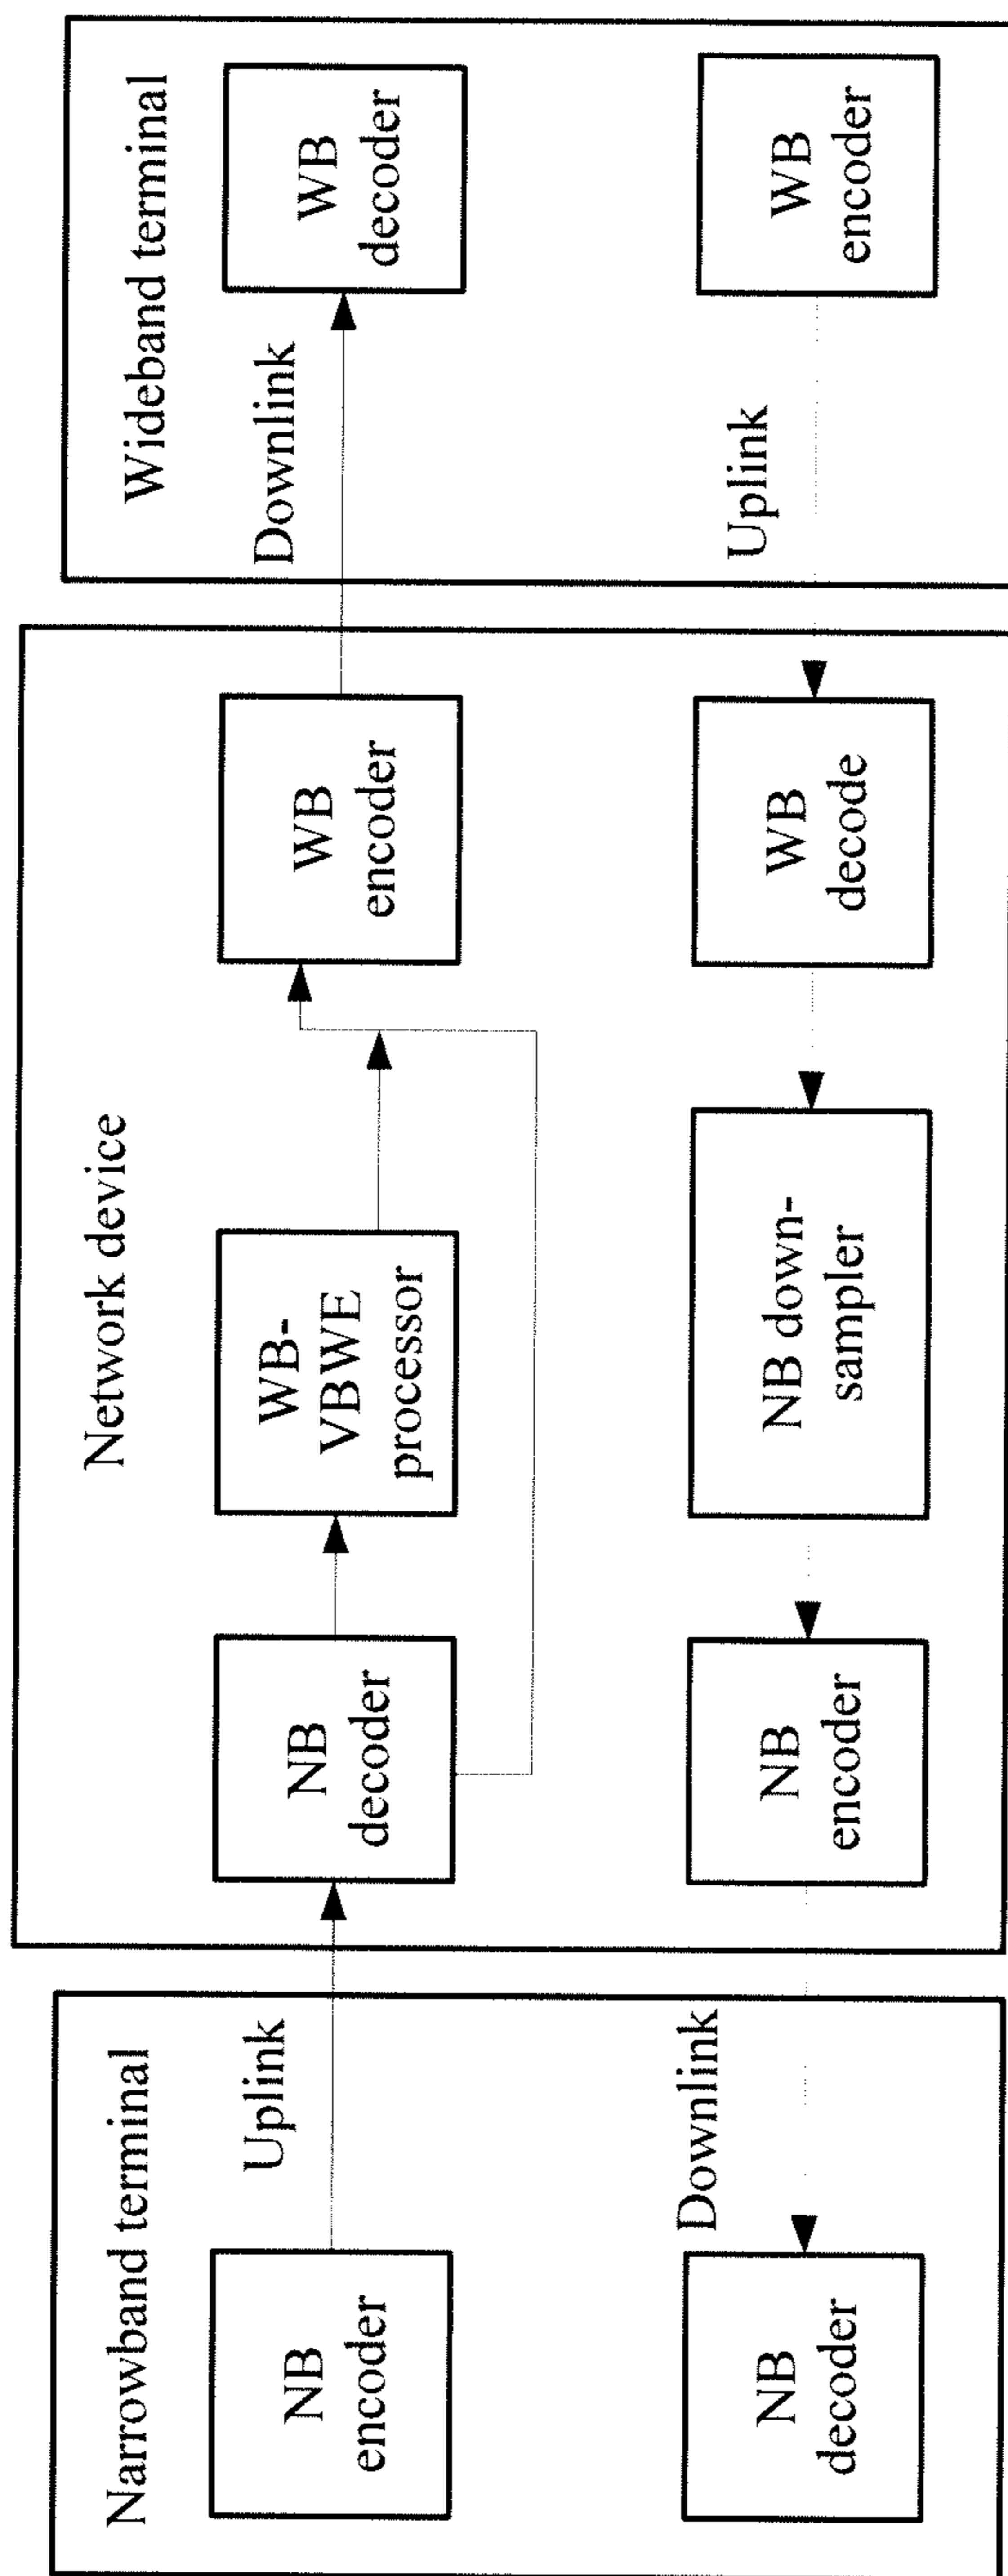 Narrowband terminal
NB
encoder
Uplink
NB
decoder
Downlink
Network device
NB
decoder
WB-
VBWE
processor
WB
encoder
NB
encoder
NB down-
sampler
WB
decode
Wideband terminal
Downlink
WB
decoder
Uplink
WB
encoder